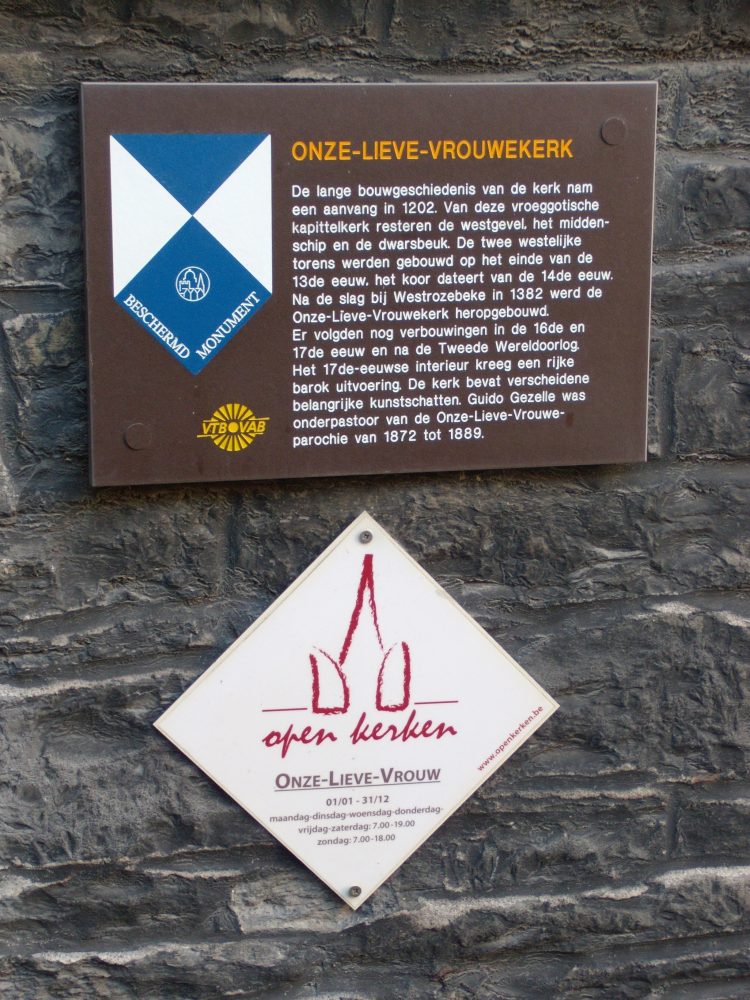 ONZE-LIEVE-VROUWEKERK
De lange bouwgeschiedenis van de kerk nam
een aanvang in 1202. Van deze vroeggotische
kapittelkerk resteren de westgevel, het midden-
schip en de dwarsbeuk. De twee westelijke
torens werden gebouwd op het einde van de
13de eeuw, het koor dateert van de 14de eeuw.
Na de slag bij Westrozebeke in 1382 werd de
Onze-Lieve-Vrouwekerk heropgebouwd.
Er volgden nog verbouwingen in de 16de en
17de eeuw en na de Tweede Wereldoorlog.
Het 17de-eeuwse interieur kreeg een rijke
barok uitvoering. De kerk bevat verscheidene
belangrijke kunstschatten. Guido Gezelle was
onderpastoor van de Onze-Lieve-Vrouwe-
parochie van 1872 tot 1889.
BESCHERMD MONUMENT
VTB VAB
open kerken
www.openkerken.be
ONZE-LIEVE-VROUW
01/01 - 31/12
maandag-dinsdag-woensdag-donderdag-
vrijdag-zaterdag: 7.00-19.00
zondag: 7.00-18.00